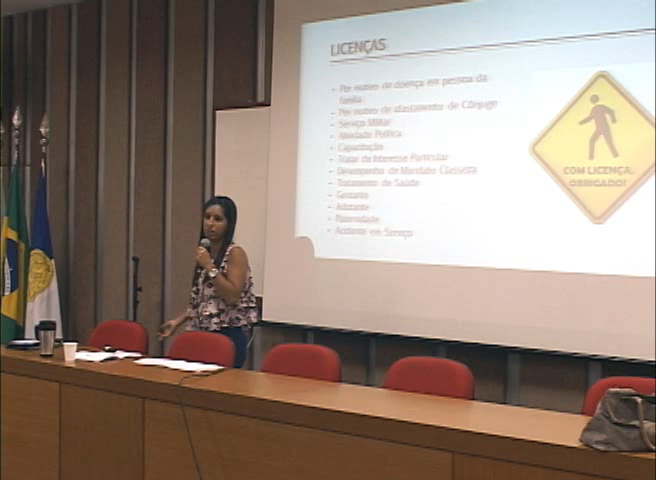 LICENÇAS
- Por motivo de doença em pessoa da
família
- Por motivo de afastamento de Cônjuge
- Serviço Militar
- Atividade Política
- Capacitação
- Tratar de Interesse Particular
- Desempenho de Mandato Classista
- Tratamento de Saúde
- Gestante
- Adotante
- Paternidade
- Acidente em Serviço
COM LICENÇA,
OBRIGADO!